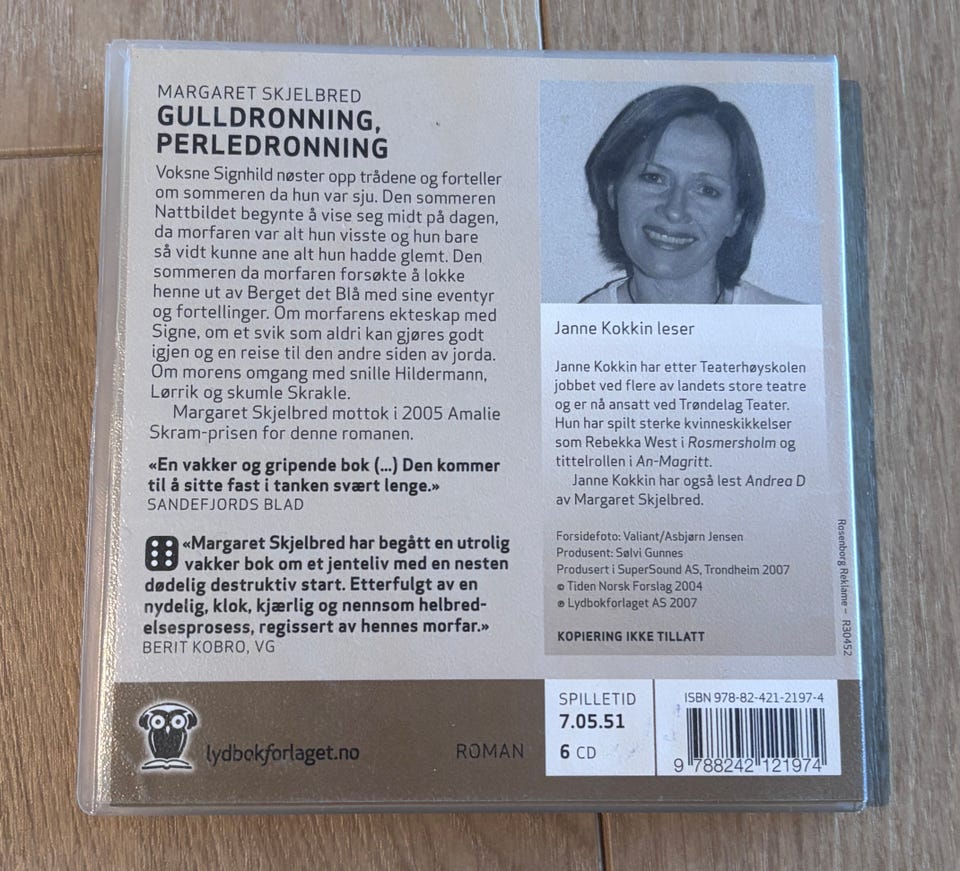 MARGARET SKJELBRED
GULLDRONNING,
PERLEDRONNING
Voksne Signhild nøster opp trådene og forteller
om sommeren da hun var sju. Den sommeren
Nattbildet begynte å vise seg midt på dagen,
da morfaren var alt hun visste og hun bare
så vidt kunne ane alt hun hadde glemt. Den
sommeren da morfaren forsøkte å lokke
henne ut av Berget det Blå med sine eventyr
og fortellinger. Om morfarens ekteskap med
Signe, om et svik som aldri kan gjøres godt
igjen og en reise til den andre siden av jorda.
Om morens omgang med snille Hildermann,
Lørrik og skumle Skrakle.
Margaret Skjelbred mottok i 2005 Amalie
Skram-prisen for denne romanen.
«En vakker og gripende bok (...) Den kommer
til å sitte fast i tanken svært lenge.»
SANDEFJORDS BLAD
«Margaret Skjelbred har begått en utrolig
vakker bok om et jenteliv med en nesten
dødelig destruktiv start. Etterfulgt av en
nydelig, klok, kjærlig og nennsom helbred-
elsesprosess, regissert av hennes morfar.»
BERIT KOBRO, VG
Janne Kokkin leser
Janne Kokkin har etter Teaterhøyskolen
jobbet ved flere av landets store teatre
og er nå ansatt ved Trøndelag Teater.
Hun har spilt sterke kvinneskikkelser
som Rebekka West i Rosmersholm og
tittelrollen i An-Magritt.
Janne Kokkin har også lest Andrea D
av Margaret Skjelbred.
Forsidefoto: Valiant/Asbjørn Jensen
Produsent: Sølvi Gunnes
Produsert i SuperSound AS, Trondheim 2007
© Tiden Norsk Forslag 2004
℗ Lydbokforlaget AS 2007
KOPIERING IKKE TILLATT
Rosenborg Reklame – R30452
lydbokforlaget.no
ROMAN
SPILLETID
7.05.51
6 CD
ISBN 978-82-421-2197-4
9 788242 121974